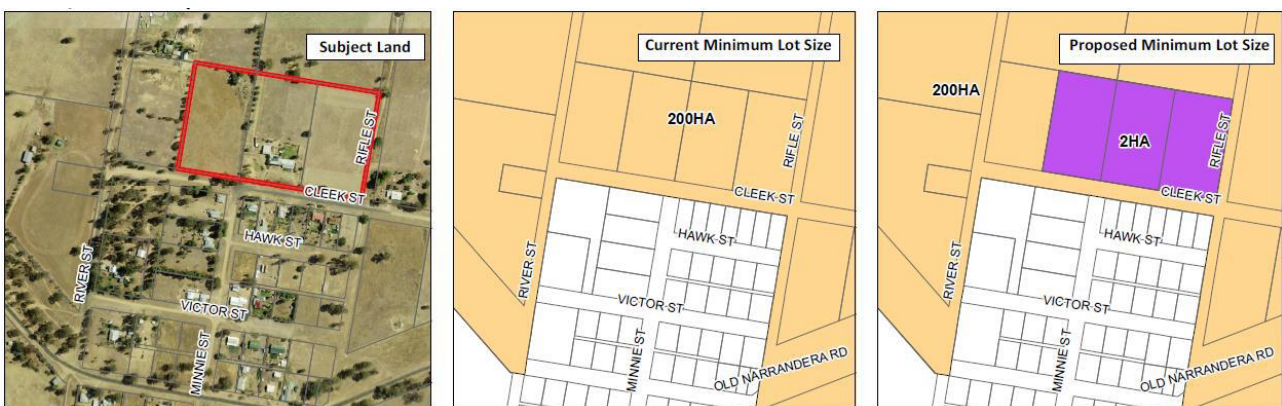 Subject Land
RIFLE ST
CLEEK ST
HAWK ST
RIVER ST
VICTOR ST
MINNIE ST
Current Minimum Lot Size
200HA
RIFLE ST
CLEEK ST
HAWK ST
RIVER ST
VICTOR ST
MINNIE ST
OLD NARRANDERA RD
Proposed Minimum Lot Size
200HA
2HA
RIFLE ST
CLEEK ST
HAWK ST
RIVER ST
VICTOR ST
MINNIE ST
OLD NARRANDERA RD